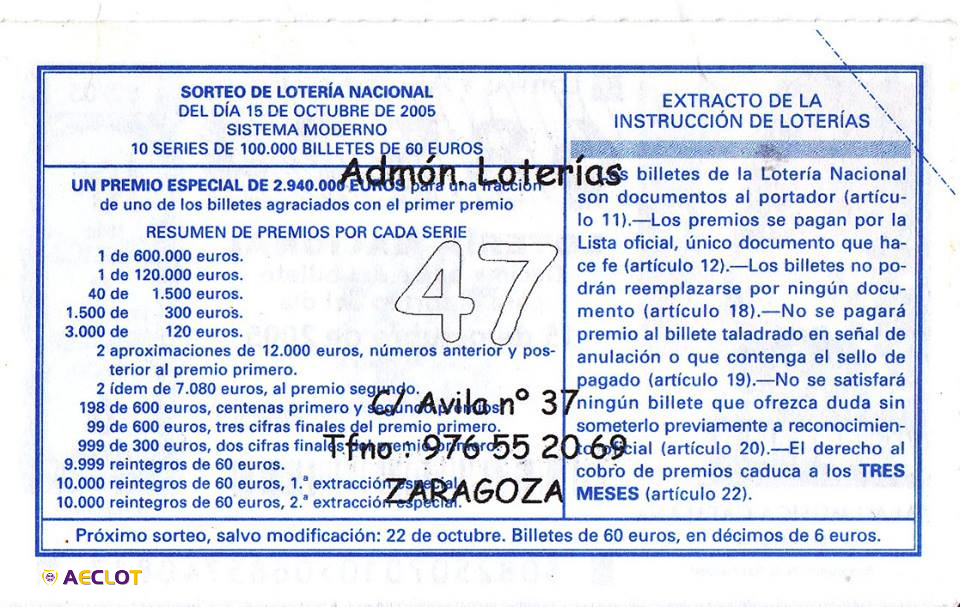 SORTEO DE LOTERÍA NACIONAL
DEL DÍA 15 DE OCTUBRE DE 2005
SISTEMA MODERNO
10 SERIES DE 100.000 BILLETES DE 60 EUROS
UN PREMIO ESPECIAL DE 2.940.000 EUROS para una fracción
de uno de los billetes agraciados con el primer premio
RESUMEN DE PREMIOS POR CADA SERIE
1 de 600.000 euros.
1 de 120.000 euros.
40 de 1.500 euros.
1.500 de 300 euros.
3.000 de 120 euros.
2 aproximaciones de 12.000 euros, números anterior y pos-
terior al premio primero.
2 ídem de 7.080 euros, al premio segundo.
198 de 600 euros, centenas primero y segundo premios
99 de 600 euros, tres cifras finales del premio primero.
999 de 300 euros, dos cifras finales del premio primero.
9.999 reintegros de 60 euros.
10.000 reintegros de 60 euros, 1.ª extracción especial.
10.000 reintegros de 60 euros, 2.ª extracción especial.
Admón. Loterías
47
C/ Avila nº 37
Tfno.: 976 55 20 69
ZARAGOZA
EXTRACTO DE LA
INSTRUCCIÓN DE LOTERÍAS
Los billetes de la Lotería Nacional
son documentos al portador (artícu-
lo 11).—Los premios se pagan por la
Lista oficial, único documento que ha-
ce fe (artículo 12).—Los billetes no po-
drán reemplazarse por ningún docu-
mento (artículo 18).—No se pagará
premio al billete taladrado en señal de
anulación o que contenga el sello de
pagado (artículo 19).—No se satisfará
ningún billete que ofrezca duda sin
someterlo previamente a reconocimien-
to oficial (artículo 20).—El derecho al
cobro de premios caduca a los TRES
MESES (artículo 22).
Próximo sorteo, salvo modificación: 22 de octubre. Billetes de 60 euros, en décimos de 6 euros.
AECLOT